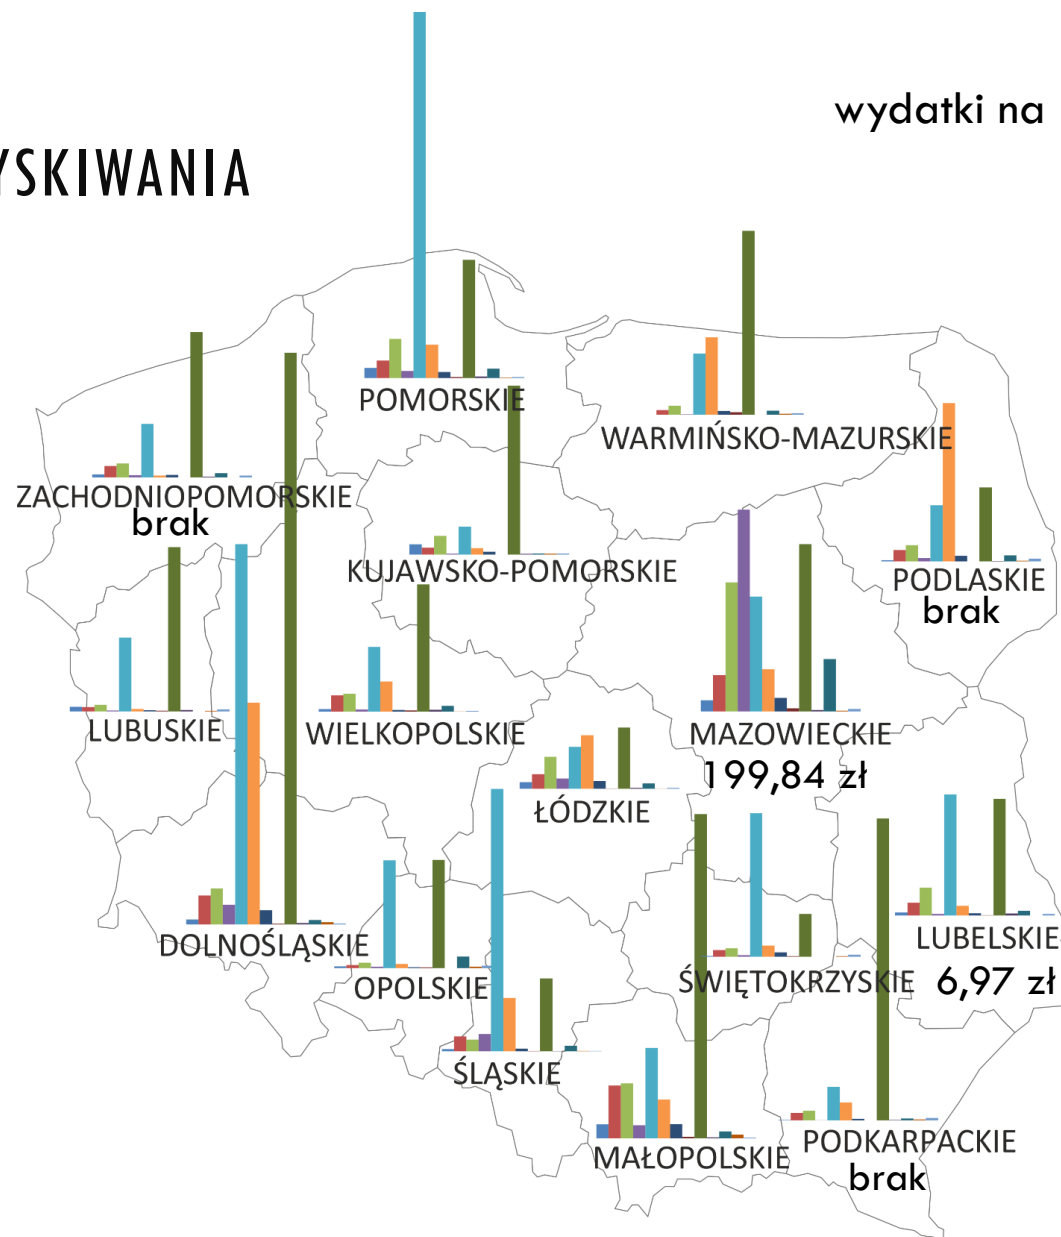 wydatki na
YSKIWANIA
POMORSKIE
WARMIŃSKO-MAZURSKIE
ZACHODNIOPOMORSKIE
brak
KUJAWSKO-POMORSKIE
PODLASKIE
brak
LUBUSKIE
WIELKOPOLSKIE
MAZOWIECKIE
199,84 zł
ŁÓDZKIE
DOLNOŚLĄSKIE
LUBELSKIE
OPOLSKIE
ŚWIĘTOKRZYSKIE
6,97 zł
ŚLĄSKIE
PODKARPACKIE
MAŁOPOLSKIE
brak